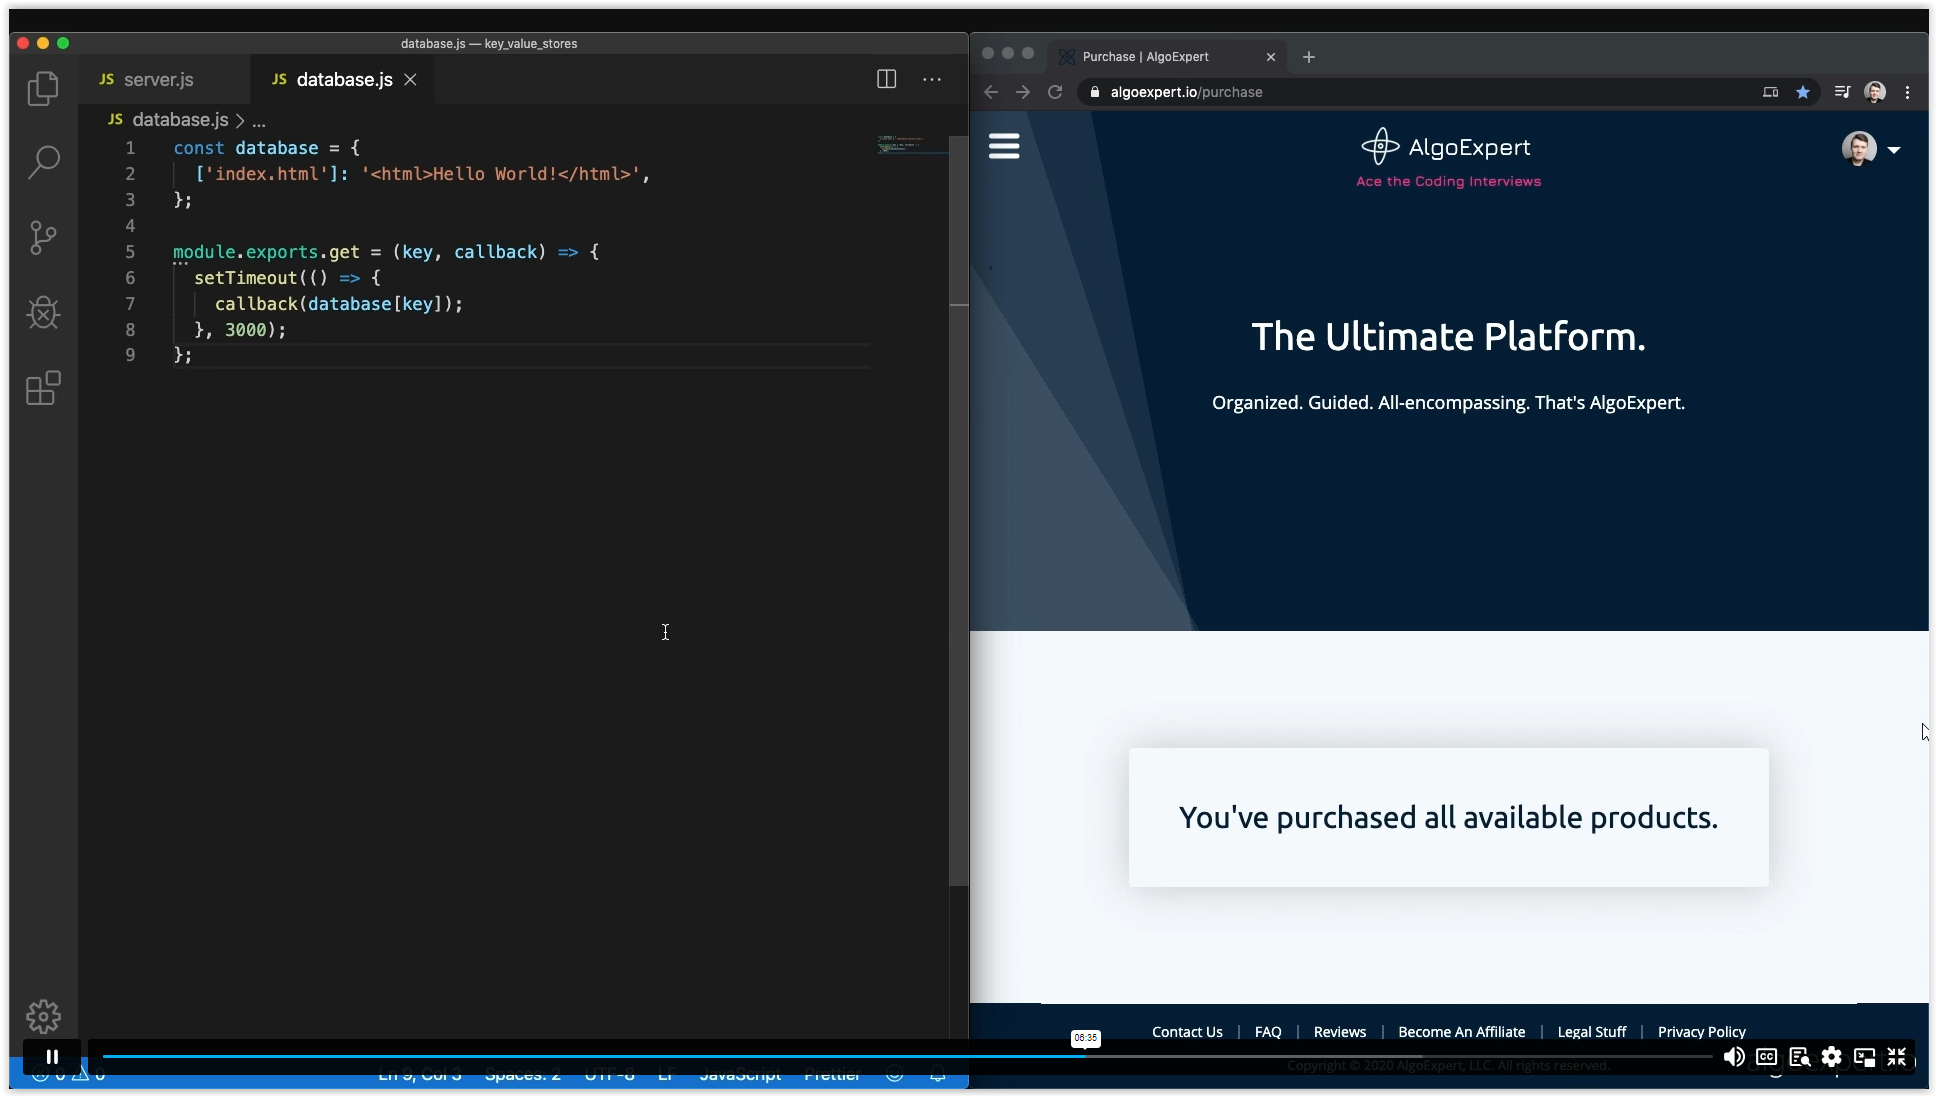 database.js — key_value_stores
JS server.js
JS database.js
JS database.js > ...
1 const database = {
2 ['index.html']: '<html>Hello World!</html>',
3 };
4
5 module.exports.get = (key, callback) => {
6 setTimeout(() => {
7 callback(database[key]);
8 }, 3000);
9 };
0 0
Ln 9, Col 3 Spaces: 2 UTF-8 LF JavaScript Prettier
Purchase | AlgoExpert
algoexpert.io/purchase
AlgoExpert
Ace the Coding Interviews
The Ultimate Platform.
Organized. Guided. All-encompassing. That's AlgoExpert.
You've purchased all available products.
Contact Us | FAQ | Reviews | Become An Affiliate | Legal Stuff | Privacy Policy
Copyright © 2020 AlgoExpert, LLC. All rights reserved.
06:35
CC